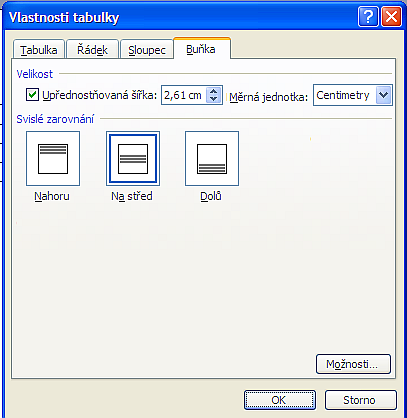 Vlastnosti tabulky
Tabulka Řádek Sloupec Buňka
Velikost
Upřednostňovaná šířka: 2,61 cm Měrná jednotka: Centimetry
Svislé zarovnání
Nahoru Na střed Dolů
Možnosti...
OK Storno